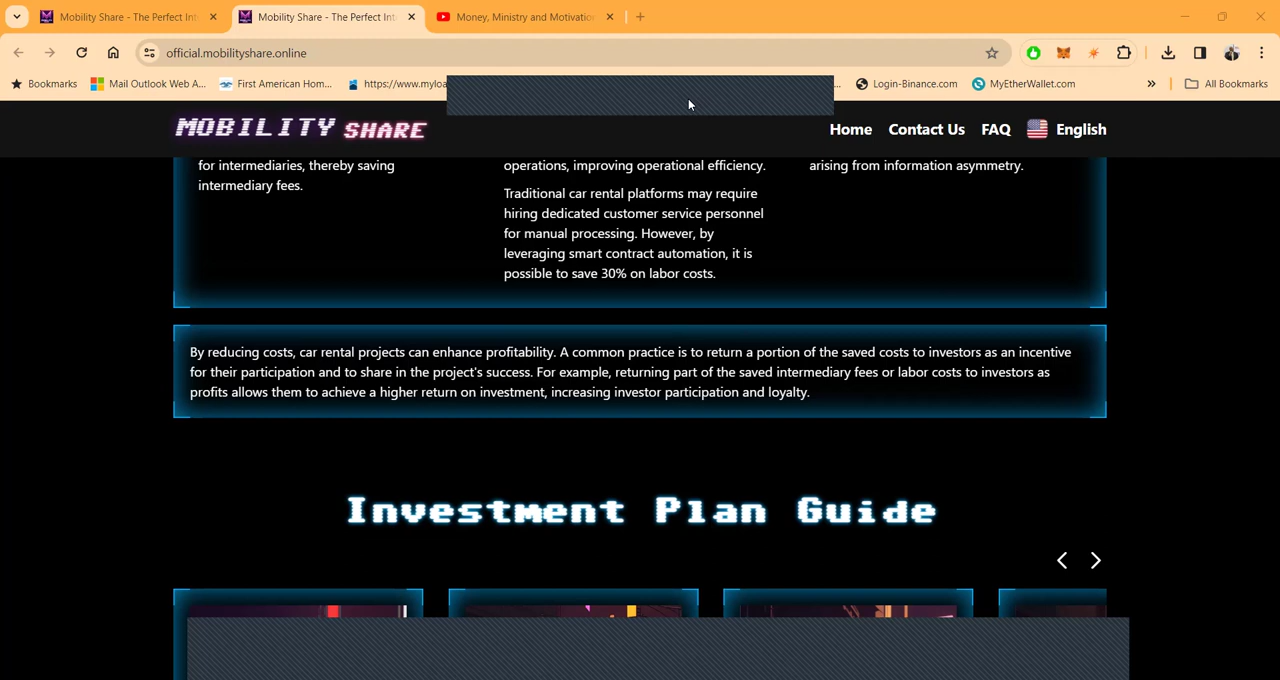 Mobility Share - The Perfect Int
Mobility Share - The Perfect Int
Money, Ministry and Motivation
official.mobilityshare.online
Bookmarks
Mail Outlook Web A...
First American Hom...
https://www.myloa
Login-Binance.com
MyEtherWallet.com
All Bookmarks
MOBILITY SHARE
Home
Contact Us
FAQ
English
for intermediaries, thereby saving
intermediary fees.
operations, improving operational efficiency.
Traditional car rental platforms may require
hiring dedicated customer service personnel
for manual processing. However, by
leveraging smart contract automation, it is
possible to save 30% on labor costs.
arising from information asymmetry.
By reducing costs, car rental projects can enhance profitability. A common practice is to return a portion of the saved costs to investors as an incentive
for their participation and to share in the project's success. For example, returning part of the saved intermediary fees or labor costs to investors as
profits allows them to achieve a higher return on investment, increasing investor participation and loyalty.
Investment Plan Guide